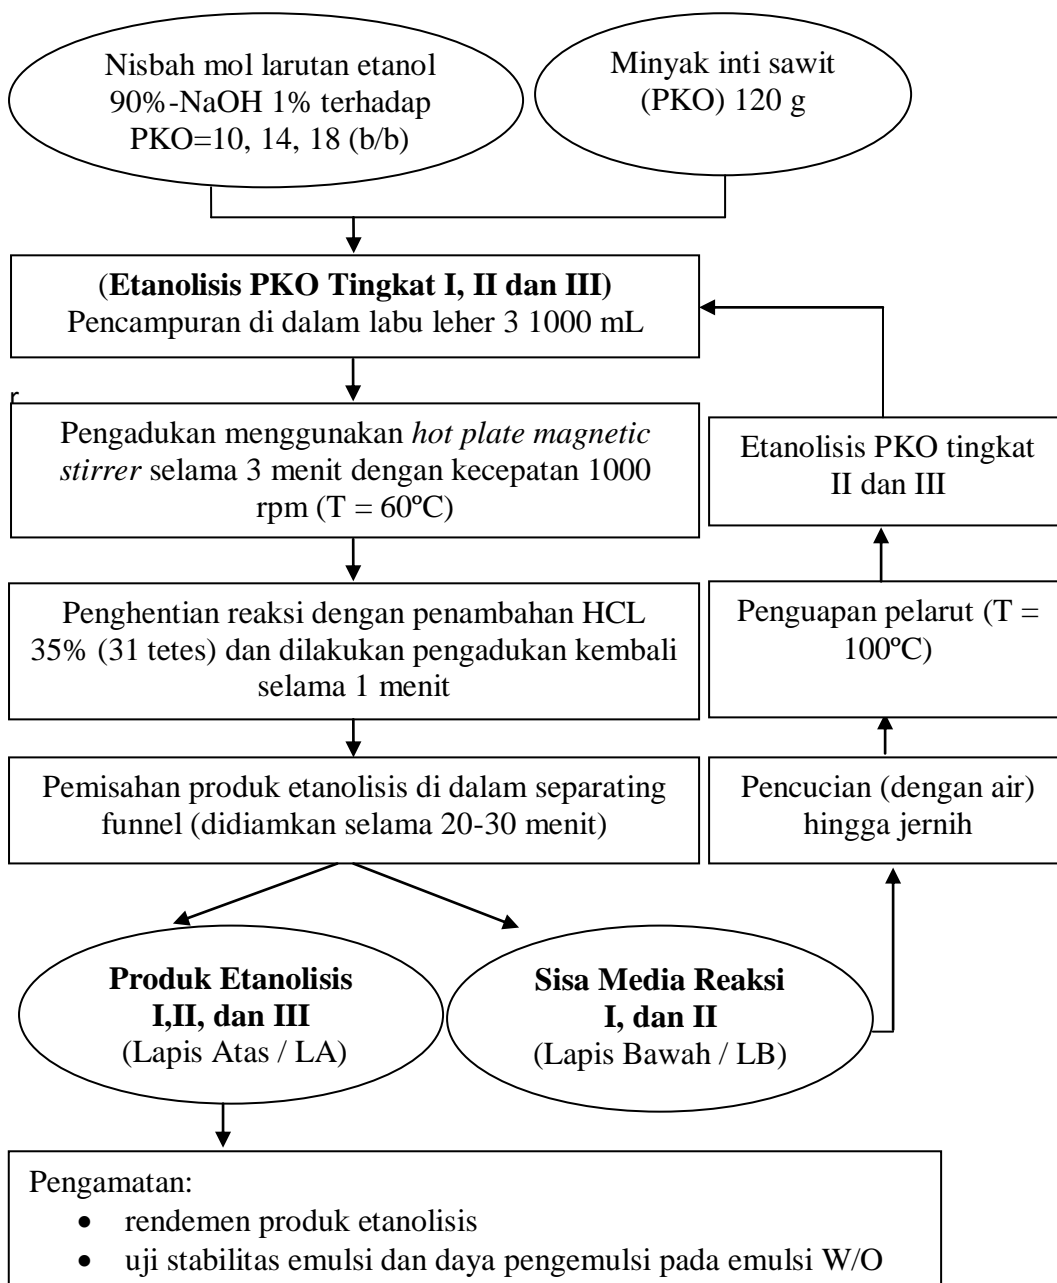 Nisbah mol larutan etanol
90%-NaOH 1% terhadap
PKO=10, 14, 18 (b/b)
Minyak inti sawit
(PKO) 120 g
(Etanolisis PKO Tingkat I, II dan III)
Pencampuran di dalam labu leher 3 1000 mL
r
Pengadukan menggunakan hot plate magnetic
stirrer selama 3 menit dengan kecepatan 1000
rpm (T = 60ºC)
Etanolisis PKO tingkat
II dan III
Penghentian reaksi dengan penambahan HCL
35% (31 tetes) dan dilakukan pengadukan kembali
selama 1 menit
Penguapan pelarut (T =
100ºC)
Pemisahan produk etanolisis di dalam separating
funnel (didiamkan selama 20-30 menit)
Pencucian (dengan air)
hingga jernih
Produk Etanolisis
I,II, dan III
(Lapis Atas / LA)
Sisa Media Reaksi
I, dan II
(Lapis Bawah / LB)
Pengamatan:
• rendemen produk etanolisis
• uji stabilitas emulsi dan daya pengemulsi pada emulsi W/O